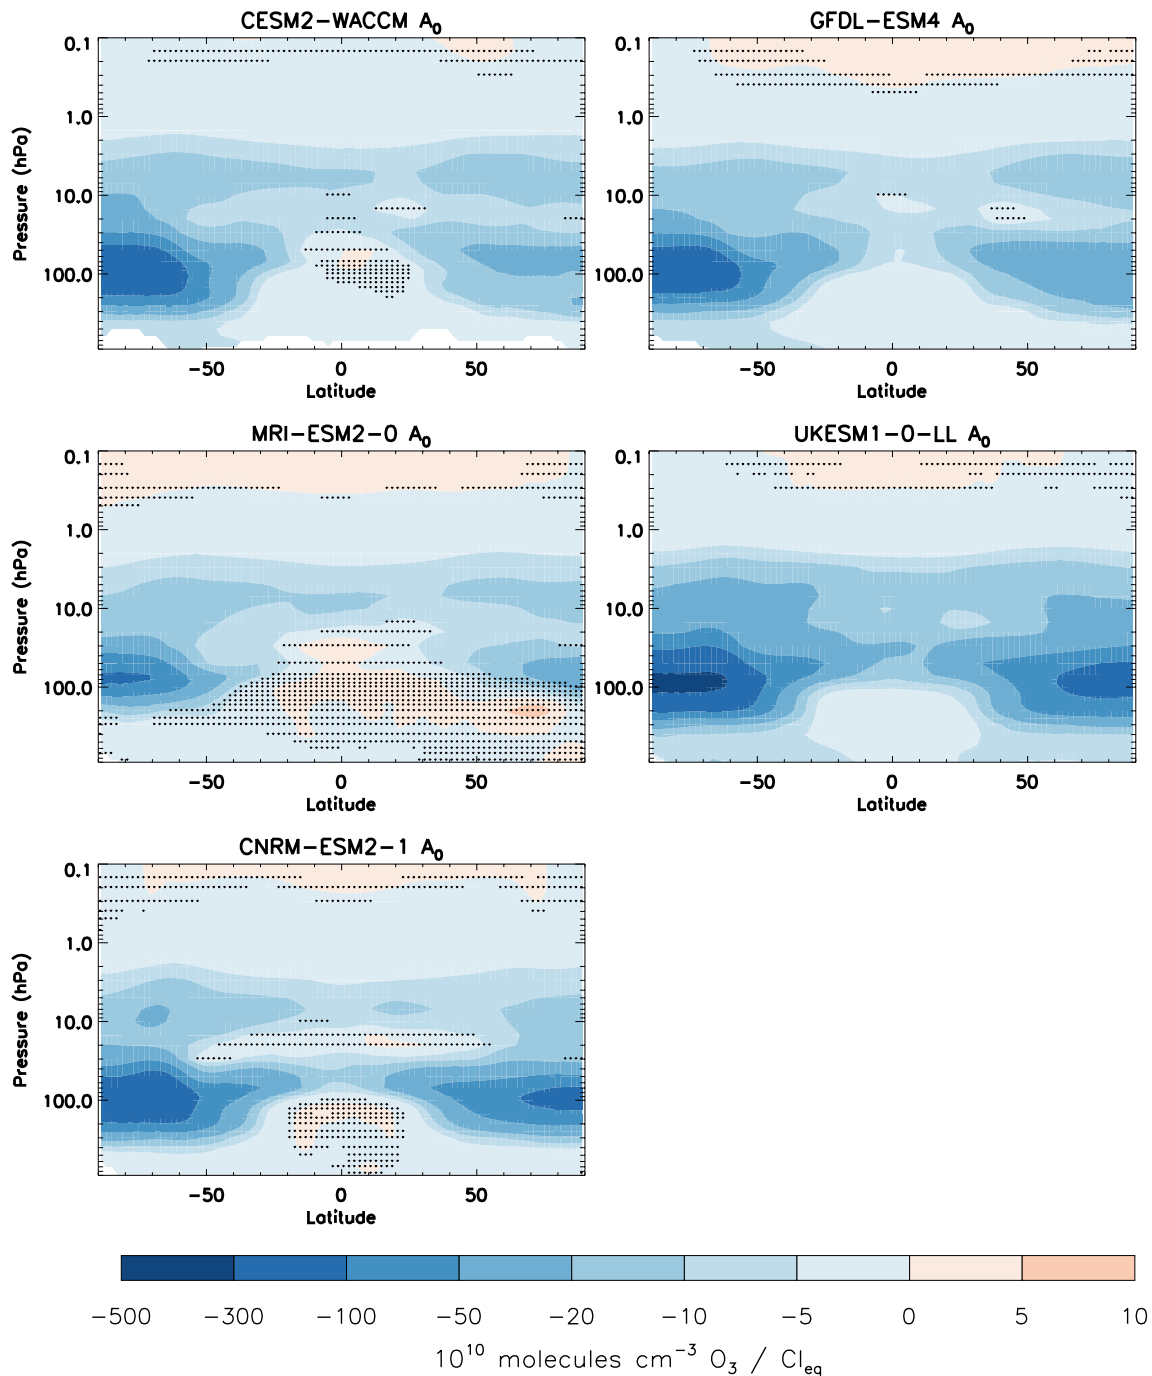 CESM2-WACCM A0
GFDL-ESM4 A0
0.1
1.0
10.0
100.0
Pressure (hPa)
-50
0
50
Latitude
0.1
1.0
10.0
100.0
-50
0
50
Latitude
MRI-ESM2-0 A0
UKESM1-0-LL A0
0.1
1.0
10.0
100.0
Pressure (hPa)
-50
0
50
Latitude
0.1
1.0
10.0
100.0
-50
0
50
Latitude
CNRM-ESM2-1 A0
0.1
1.0
10.0
100.0
Pressure (hPa)
-50
0
50
Latitude
-500 -300 -100 -50 -20 -10 -5 0 5 10
10^10 molecules cm^-3 O3 / Cleq